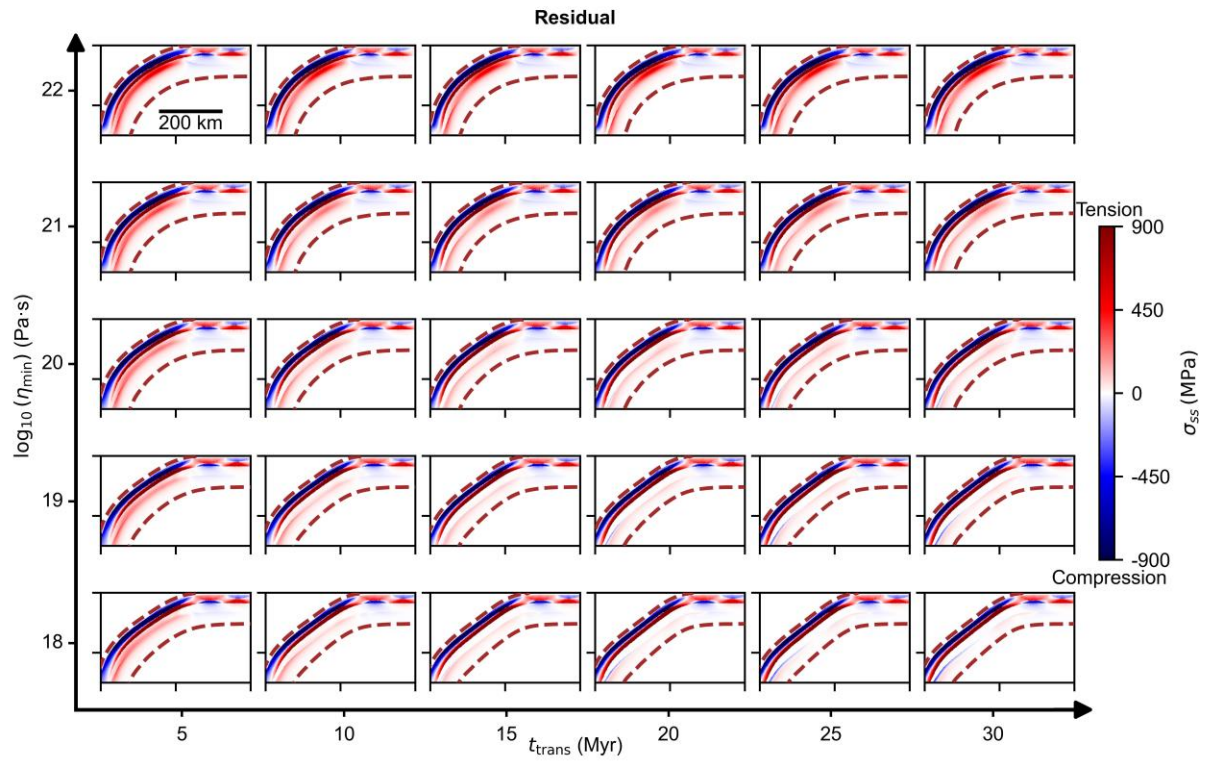 Residual
22
200 km
21
Tension
900
20
450
log10 (ηmin) (Pa·s)
0
σss (MPa)
19
-450
-900
Compression
18
5
10
15
20
25
30
ttrans (Myr)